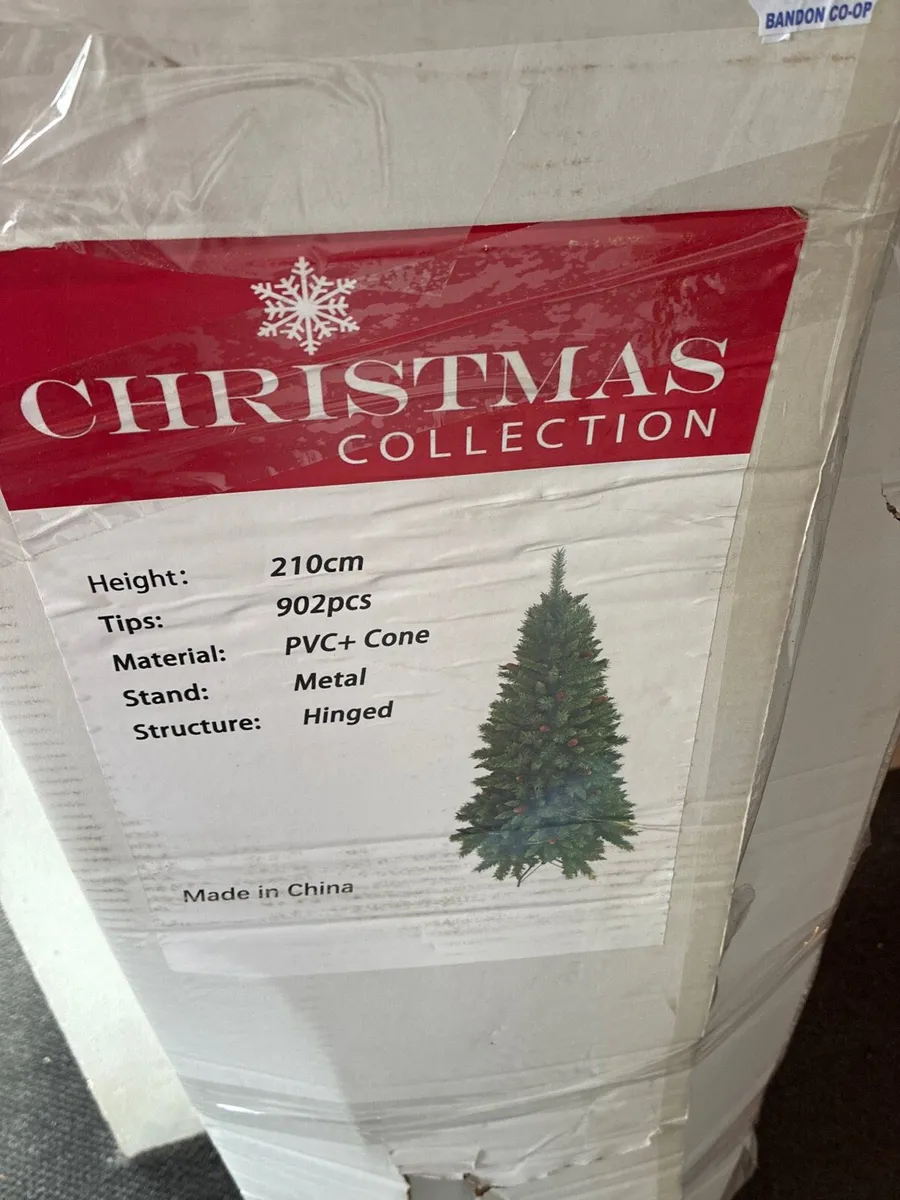 BANDON CO-OP
CHRISTMAS
COLLECTION
Height: 210cm
Tips: 902pcs
Material: PVC+ Cone
Stand: Metal
Structure: Hinged
Made in China